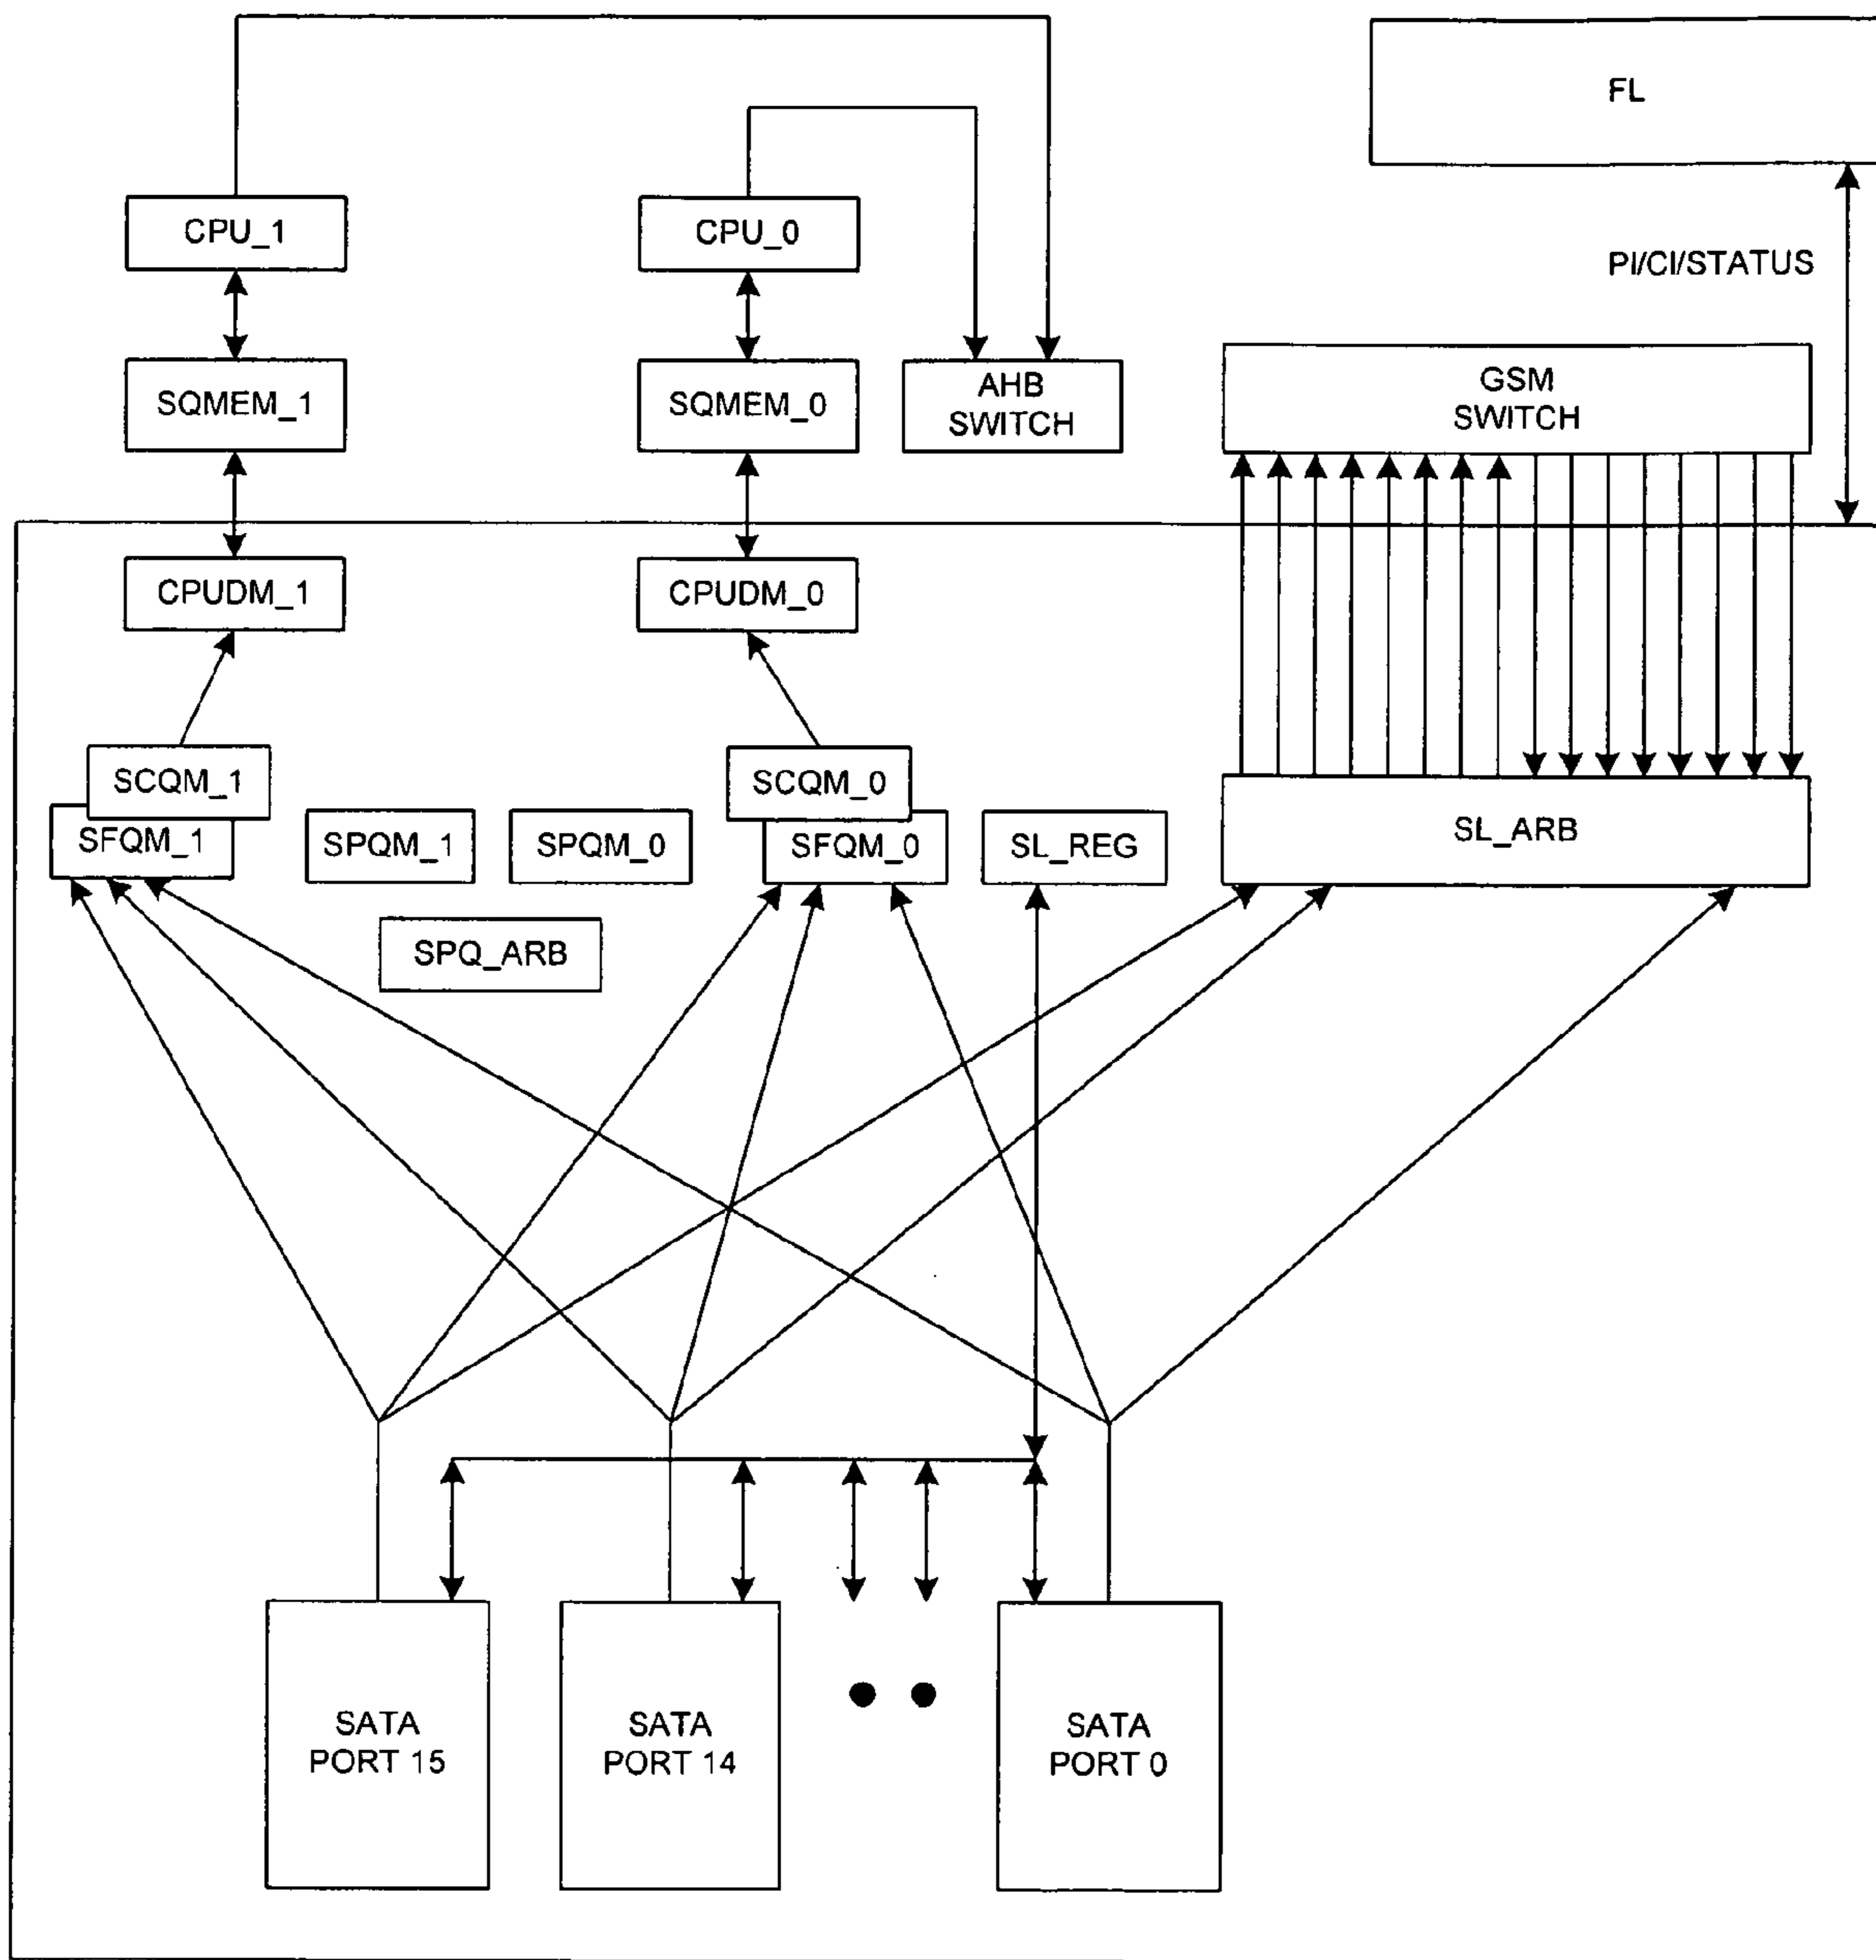 FL
CPU_1
CPU_0
PI/CI/STATUS
SQMEM_1
SQMEM_0
AHB
SWITCH
GSM
SWITCH
CPUDM_1
CPUDM_0
SCQM_1
SCQM_0
SFQM_1
SPQM_1
SPQM_0
SFQM_0
SL_REG
SL_ARB
SPQ_ARB
SATA
PORT 15
SATA
PORT 14
SATA
PORT 0